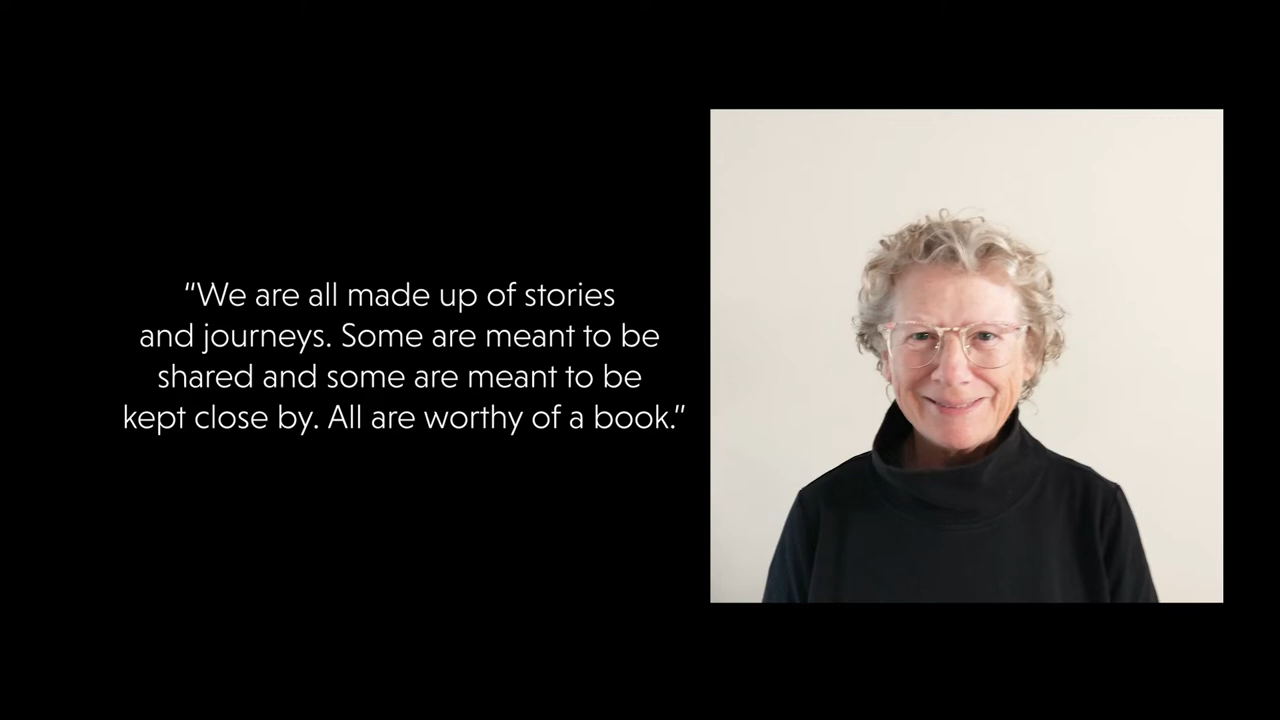 “We are all made up of stories
and journeys. Some are meant to be
shared and some are meant to be
kept close by. All are worthy of a book.”